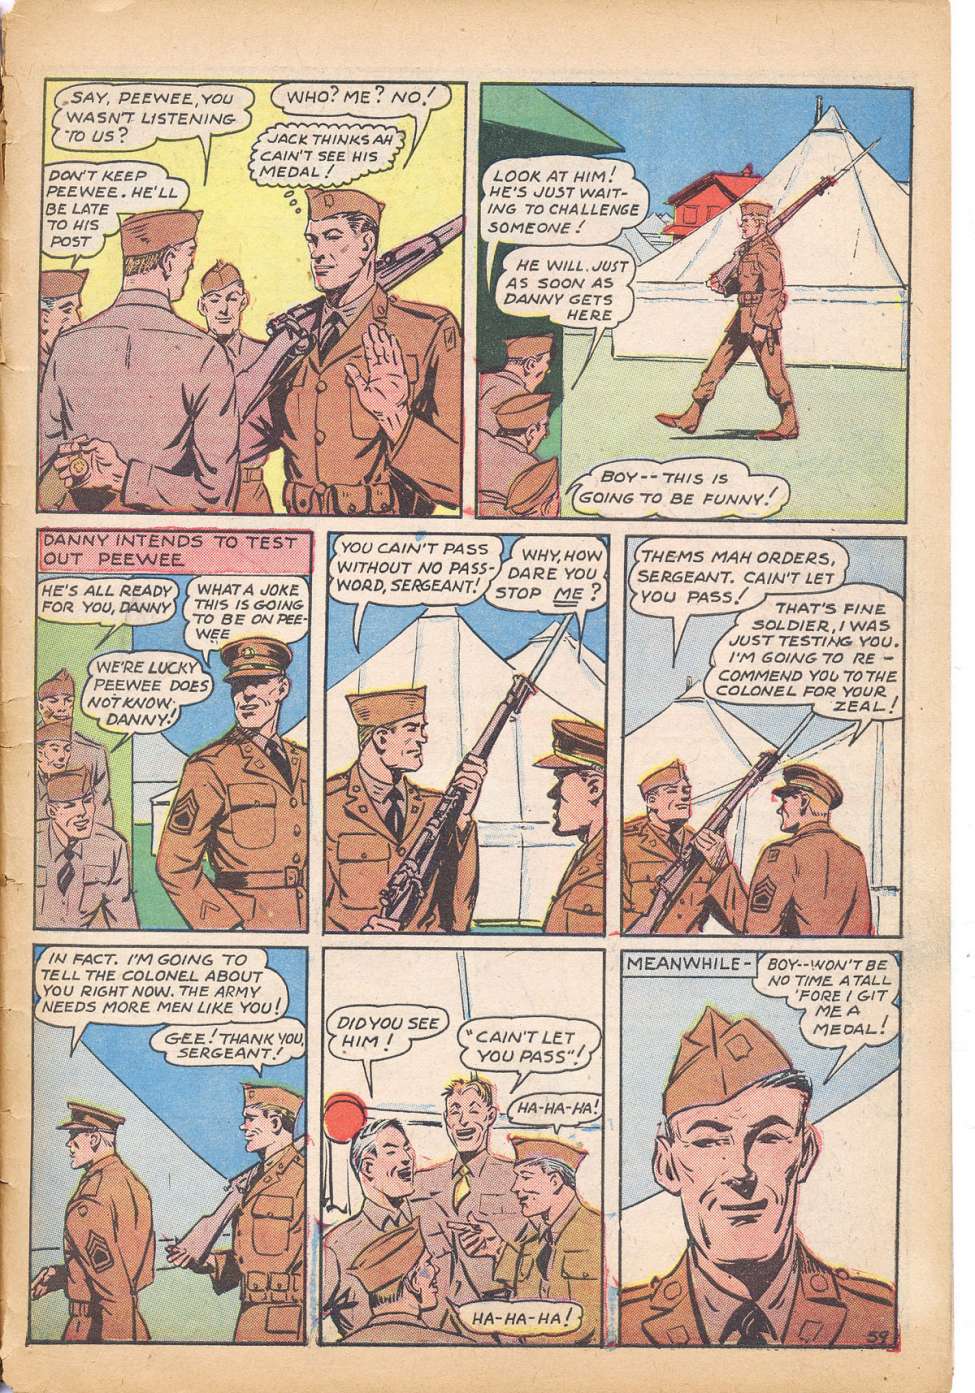 SAY, PEEWEE, YOU
WASN'T LISTENING
TO US?
WHO? ME? NO!
JACK THINKS AH
CAIN'T SEE HIS
MEDAL!
DON'T KEEP
PEEWEE. HE'LL
BE LATE
TO HIS
POST
LOOK AT HIM!
HE'S JUST WAIT-
ING TO CHALLENGE
SOMEONE!
HE WILL. JUST
AS SOON AS
DANNY GETS
HERE
BOY-- THIS IS
GOING TO BE FUNNY!
DANNY INTENDS TO TEST
OUT PEEWEE
HE'S ALL READY
FOR YOU, DANNY
WHAT A JOKE
THIS IS GOING
TO BE ON PEE-
WEE
WE'RE LUCKY
PEEWEE DOES
NOT KNOW,
DANNY!
YOU CAIN'T PASS
WITHOUT NO PASS-
WORD, SERGEANT!
WHY, HOW
DARE YOU
STOP ME?
THEMS MAH ORDERS,
SERGEANT. CAIN'T LET
YOU PASS!
THAT'S FINE
SOLDIER, I WAS
JUST TESTING YOU.
I'M GOING TO RE-
COMMEND YOU TO THE
COLONEL FOR YOUR
ZEAL!
IN FACT. I'M GOING TO
TELL THE COLONEL ABOUT
YOU RIGHT NOW. THE ARMY
NEEDS MORE MEN LIKE YOU!
GEE! THANK YOU,
SERGEANT!
DID YOU SEE
HIM!
"CAIN'T LET
YOU PASS"!
HA-HA-HA!
HA-HA-HA!
MEANWHILE-
BOY--WON'T BE
NO TIME ATALL
'FORE I GIT
ME A
MEDAL!
59